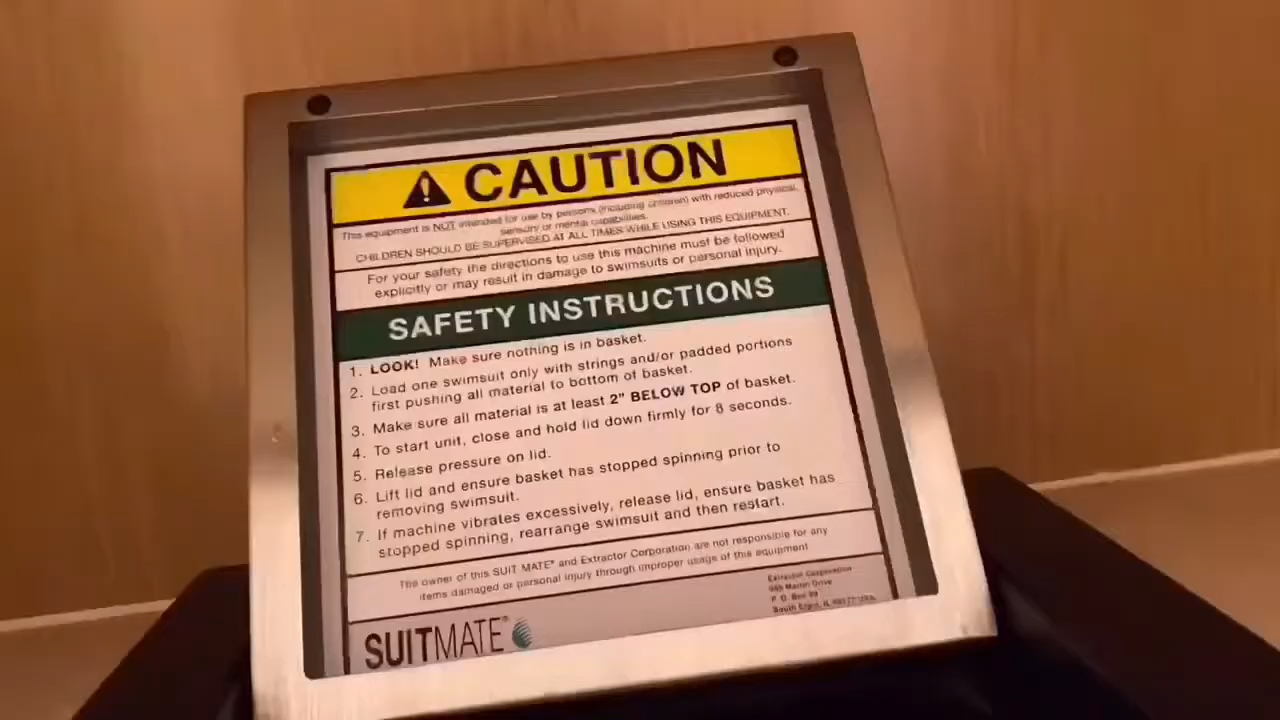 CAUTION
This equipment is NOT intended for use by persons (including children) with reduced physical,
sensory or mental capabilities.
CHILDREN SHOULD BE SUPERVISED AT ALL TIMES WHILE USING THIS EQUIPMENT.
For your safety the directions to use this machine must be followed
explicitly or may result in damage to swimsuits or personal injury.
SAFETY INSTRUCTIONS
1. LOOK! Make sure nothing is in basket.
2. Load one swimsuit only with strings and/or padded portions
first pushing all material to bottom of basket.
3. Make sure all material is at least 2" BELOW TOP of basket.
4. To start unit, close and hold lid down firmly for 8 seconds.
5. Release pressure on lid.
6. Lift lid and ensure basket has stopped spinning prior to
removing swimsuit.
7. If machine vibrates excessively, release lid, ensure basket has
stopped spinning, rearrange swimsuit and then restart.
The owner of this SUIT MATE® and Extractor Corporation are not responsible for any
items damaged or personal injury through improper usage of this equipment
SUITMATE®
Extractor Corporation
Martin Drive
P. O. Box
South Elgin, IL